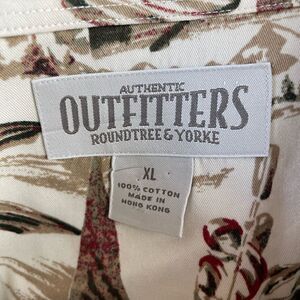 AUTHENTIC
OUTFITTERS
ROUNDTREE & YORKE
XL
100% COTTON
MADE IN
HONG KONG